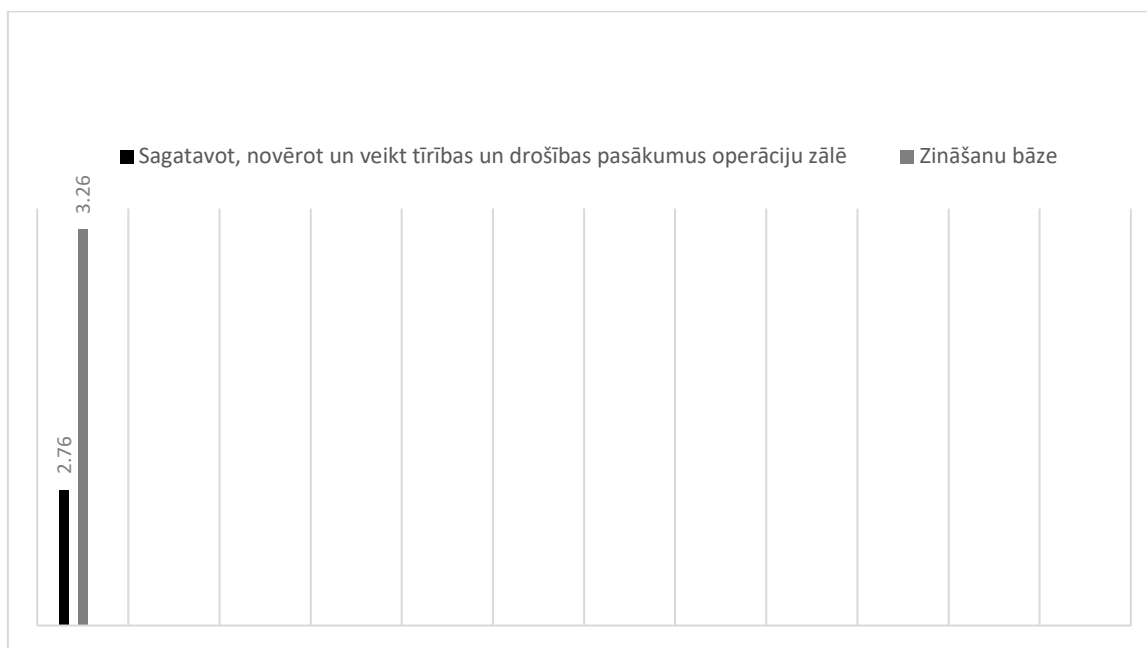 Sagatavot, novērot un veikt tīrības un drošības pasākumus operāciju zālē
Zināšanu bāze
2.76
3.26